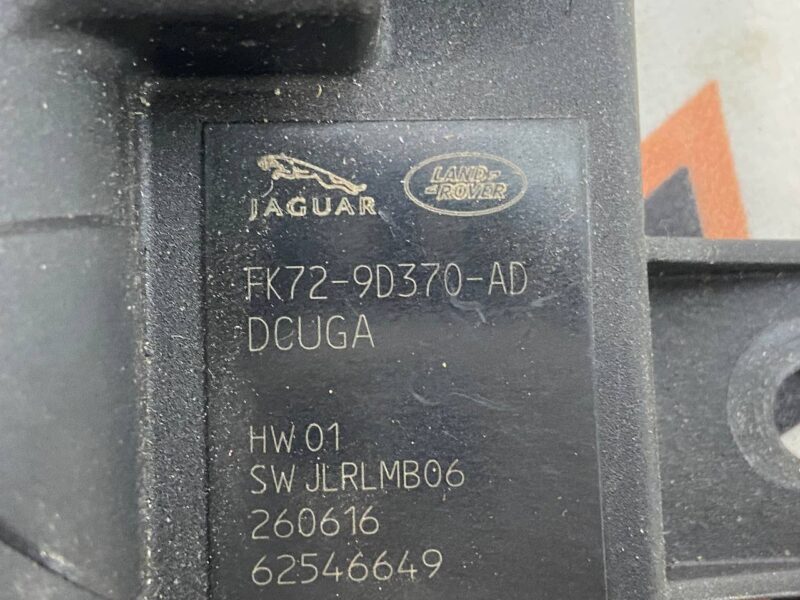 JAGUAR
LAND-
-ROVER
FK72-9D370-AD
DCUGA
HW 01
SW JLRLMB06
260616
62546649